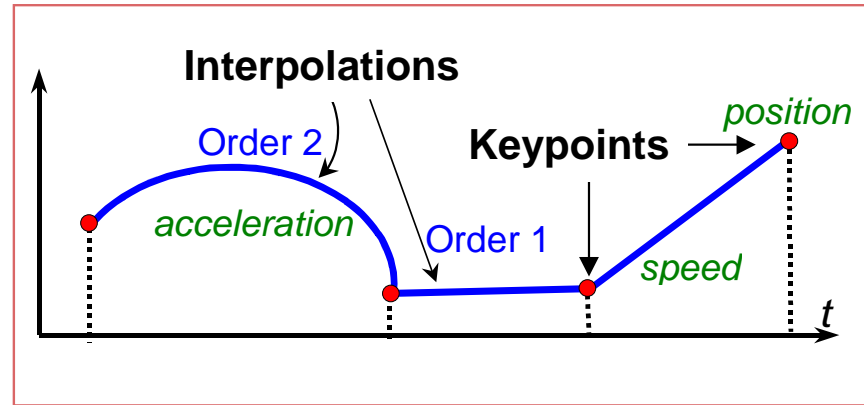 Interpolations
position
Order 2
Keypoints
acceleration
Order 1
speed
t